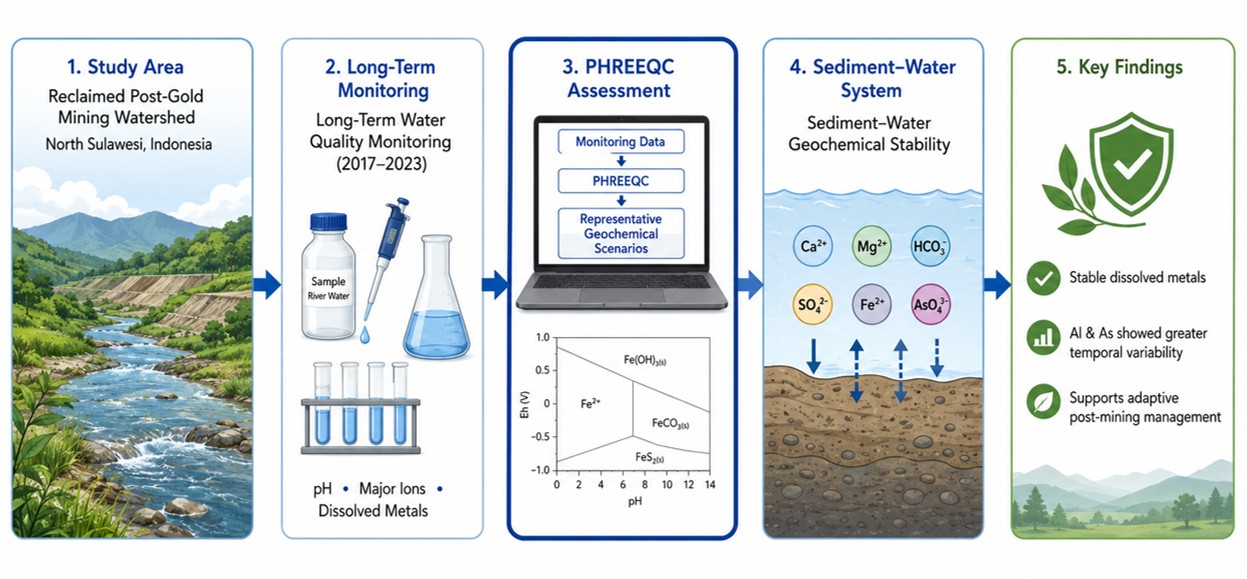 1. Study Area
Reclaimed Post-Gold
Mining Watershed
North Sulawesi, Indonesia
2. Long-Term
Monitoring
Long-Term Water
Quality Monitoring
(2017–2023)
Sample
River Water
pH • Major Ions •
Dissolved Metals
3. PHREEQC
Assessment
Monitoring Data
PHREEQC
Representative
Geochemical
Scenarios
Eh (V)
1.0
0.5
0
−0.5
−1.0
Fe(OH)₃(s)
Fe²⁺
FeCO₃(s)
FeS₂(s)
0 2 4 6 8 10 12 14
pH
4. Sediment–Water
System
Sediment–Water
Geochemical Stability
Ca²⁺ Mg²⁺ HCO₃⁻
SO₄²⁻ Fe²⁺ AsO₄³⁻
5. Key Findings
Stable dissolved metals
Al & As showed greater
temporal variability
Supports adaptive
post-mining management